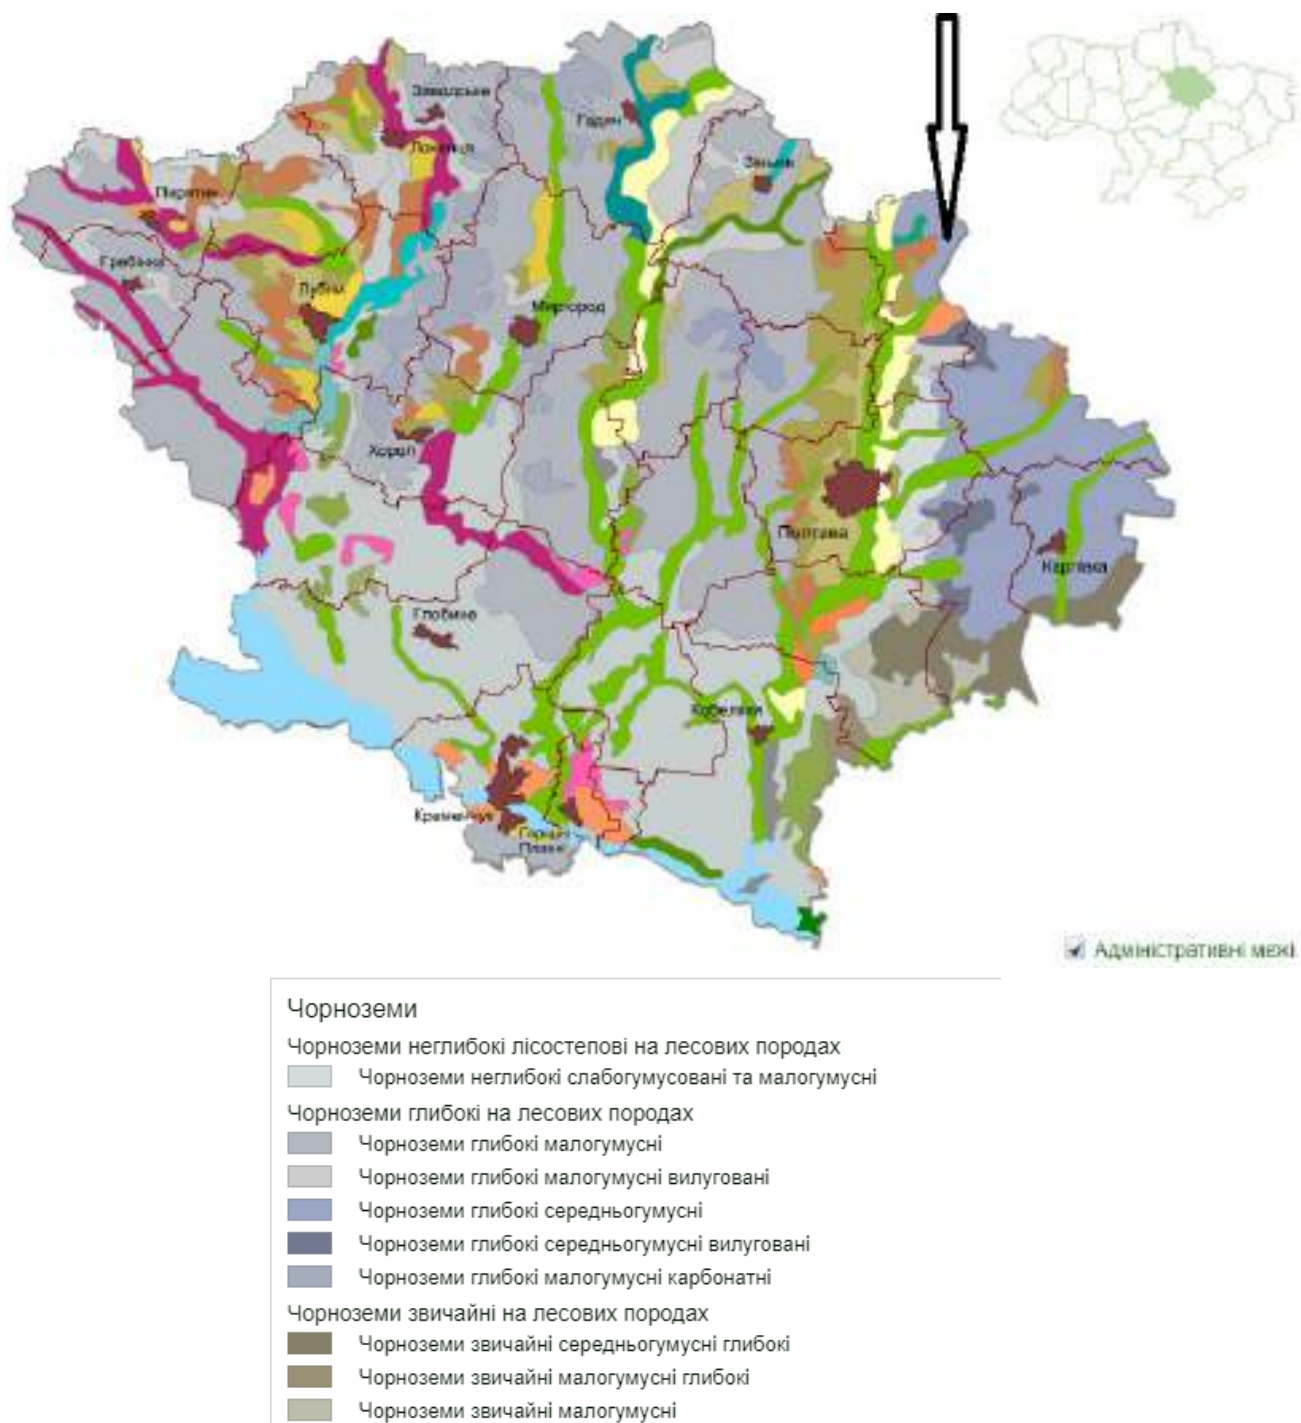 Заводське
Гадяч
Лохвиця
Зіньків
Пирятин
Гребінка
Лубни
Миргород
Хорол
Полтава
Карлівка
Глобине
Кобеляки
Кременчук
Горішні
Плавні
Адміністративні межі
Чорноземи
Чорноземи неглибокі лісостепові на лесових породах
Чорноземи неглибокі слабогумусовані та малогумусні
Чорноземи глибокі на лесових породах
Чорноземи глибокі малогумусні
Чорноземи глибокі малогумусні вилуговані
Чорноземи глибокі середньогумусні
Чорноземи глибокі середньогумусні вилуговані
Чорноземи глибокі малогумусні карбонатні
Чорноземи звичайні на лесових породах
Чорноземи звичайні середньогумусні глибокі
Чорноземи звичайні малогумусні глибокі
Чорноземи звичайні малогумусні